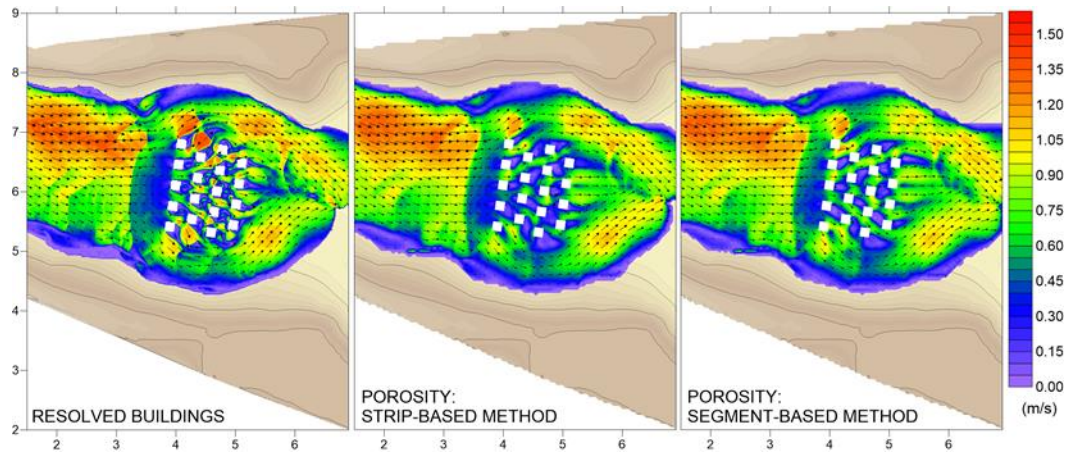 9
8
7
6
5
4
3
2
RESOLVED BUILDINGS
2 3 4 5 6
POROSITY:
STRIP-BASED METHOD
2 3 4 5 6
POROSITY:
SEGMENT-BASED METHOD
2 3 4 5 6
1.50
1.35
1.20
1.05
0.90
0.75
0.60
0.45
0.30
0.15
0.00
(m/s)